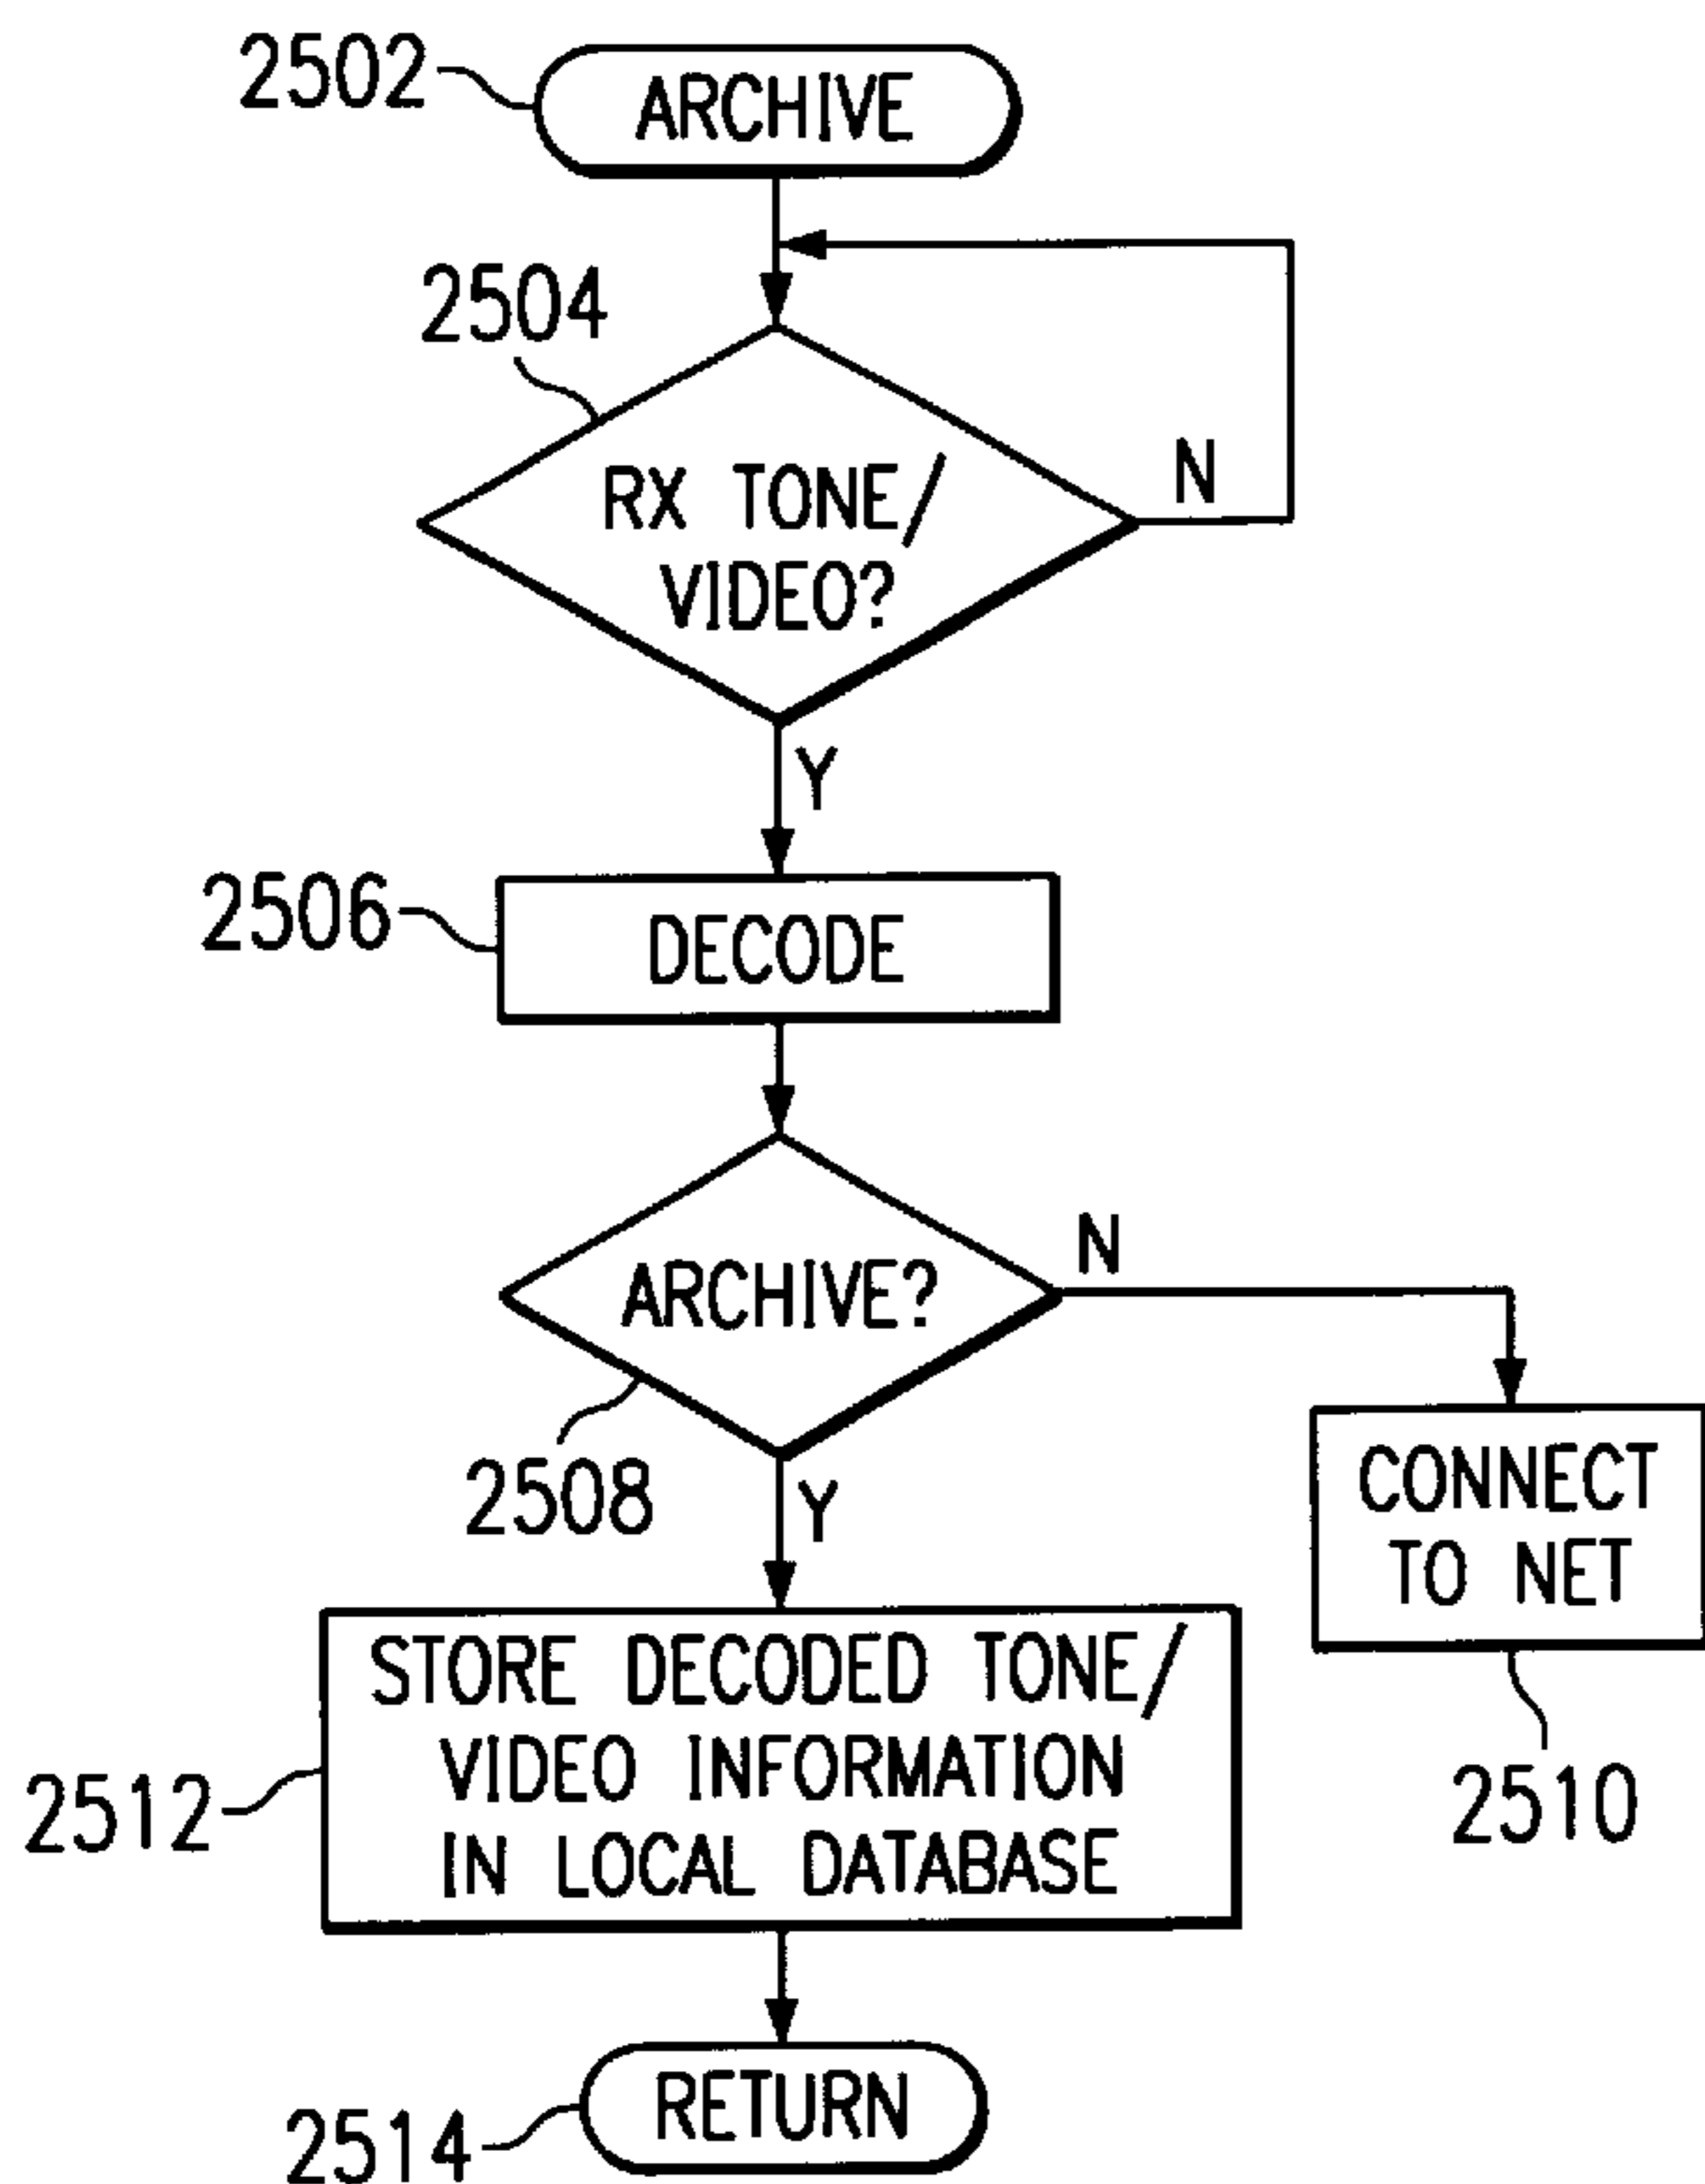 2502
ARCHIVE
2504
RX TONE/
VIDEO?
N
Y
2506
DECODE
ARCHIVE?
N
2508
Y
CONNECT
TO NET
2510
STORE DECODED TONE/
VIDEO INFORMATION
IN LOCAL DATABASE
2512
RETURN
2514